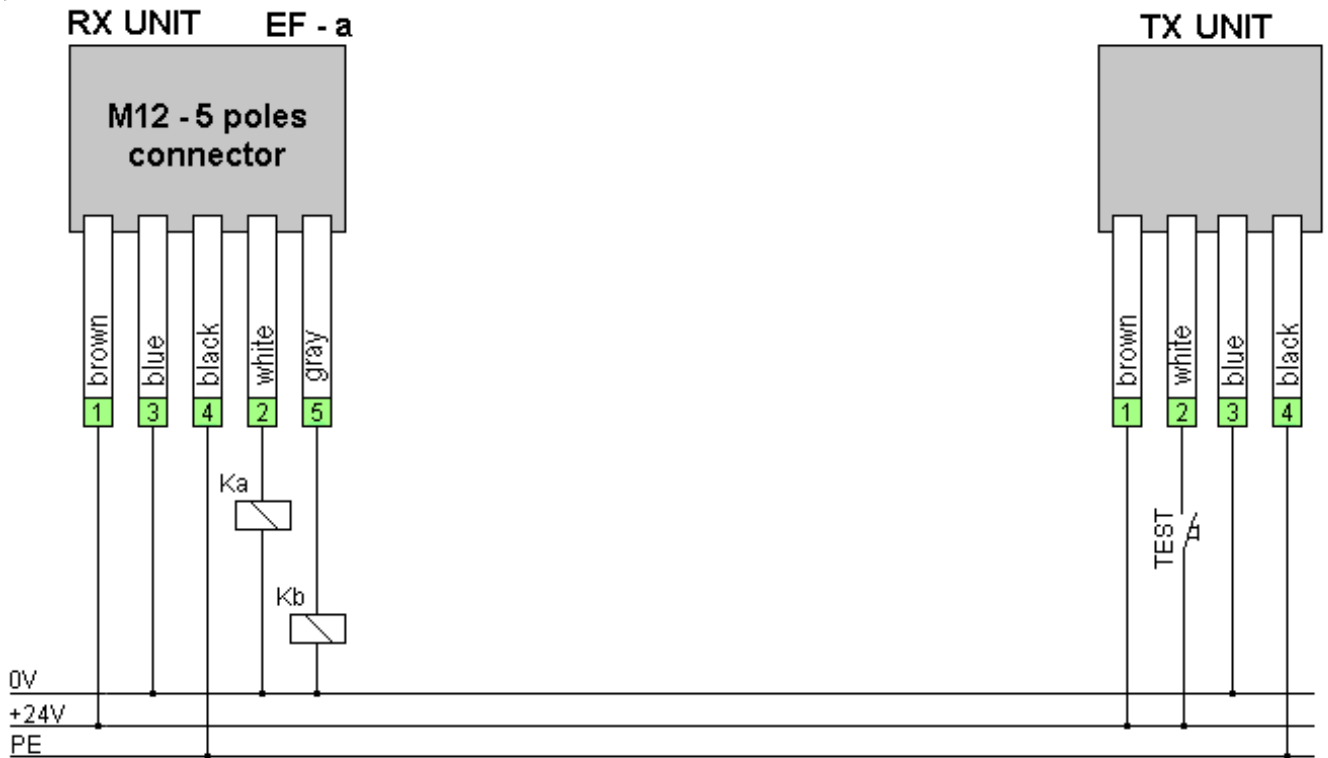 RX UNIT EF - a
TX UNIT
M12 - 5 poles
connector
brown blue black white gray
brown white blue black
1 3 4 2 5
1 2 3 4
Ka
TEST
Kb
0V
+24V
PE